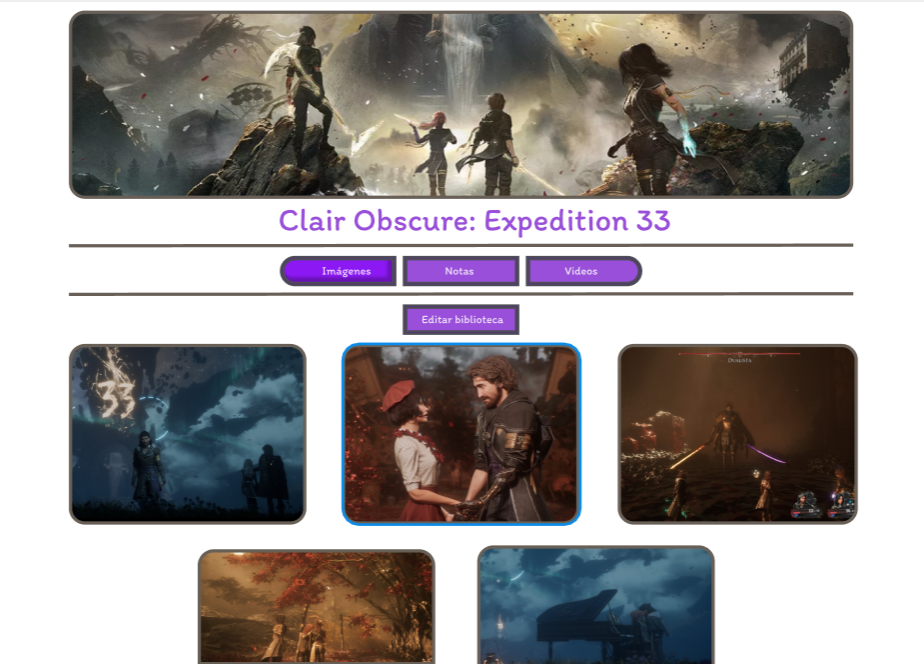 Clair Obscure: Expedition 33
Imágenes
Notas
Videos
Editar biblioteca
33